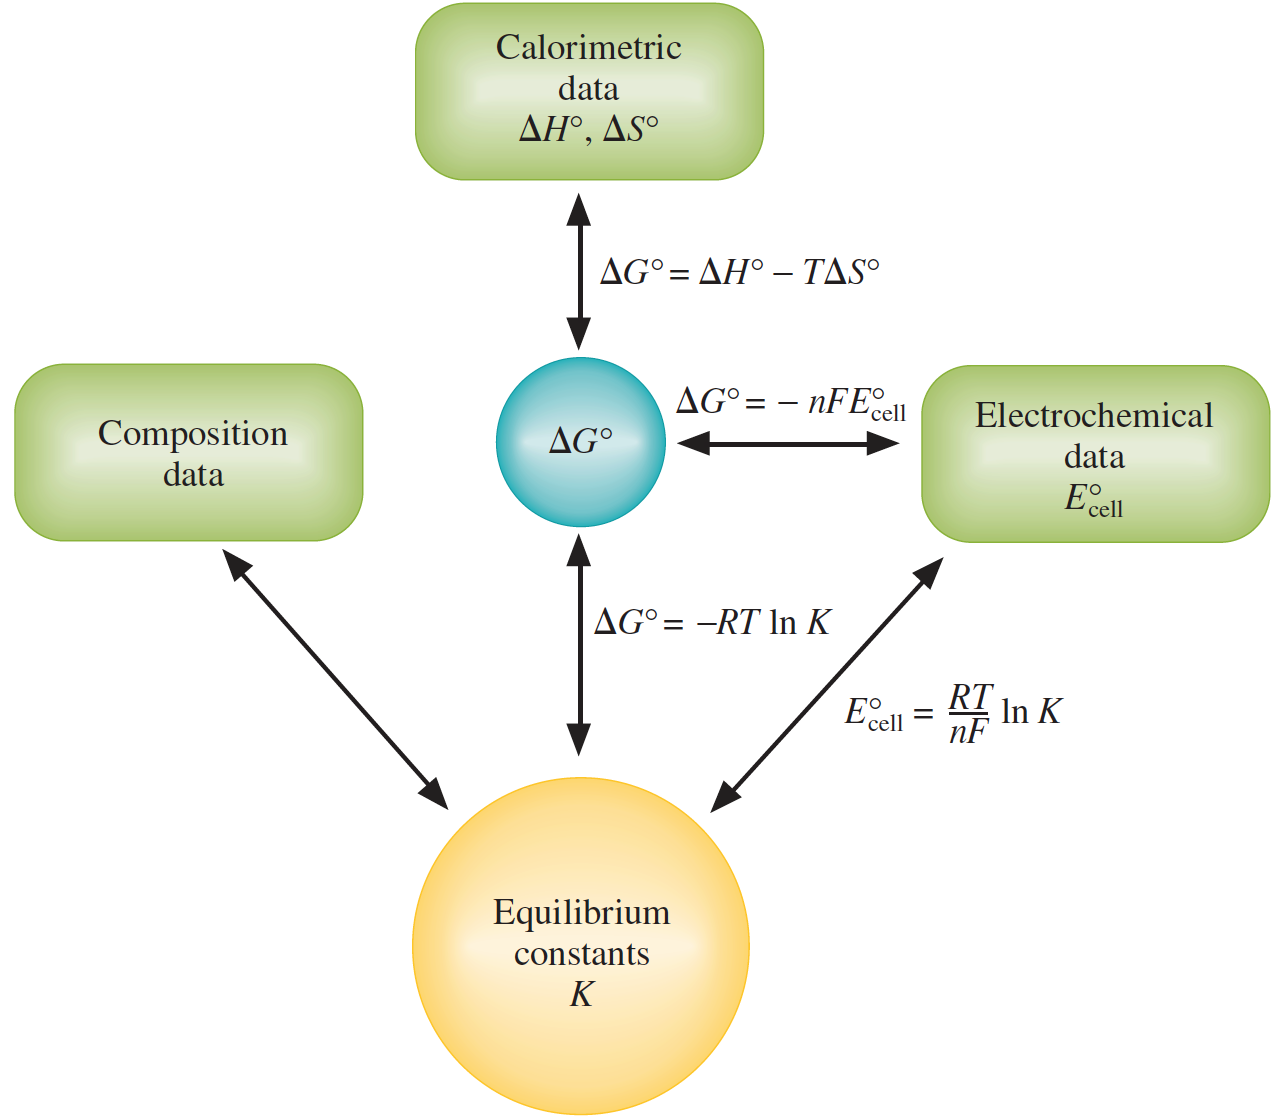 Calorimetric
data
ΔH°, ΔS°
ΔG° = ΔH° – TΔS°
Composition
data
ΔG°
ΔG° = – nFE°cell
Electrochemical
data
E°cell
ΔG° = –RT ln K
E°cell = RT/nF ln K
Equilibrium
constants
K